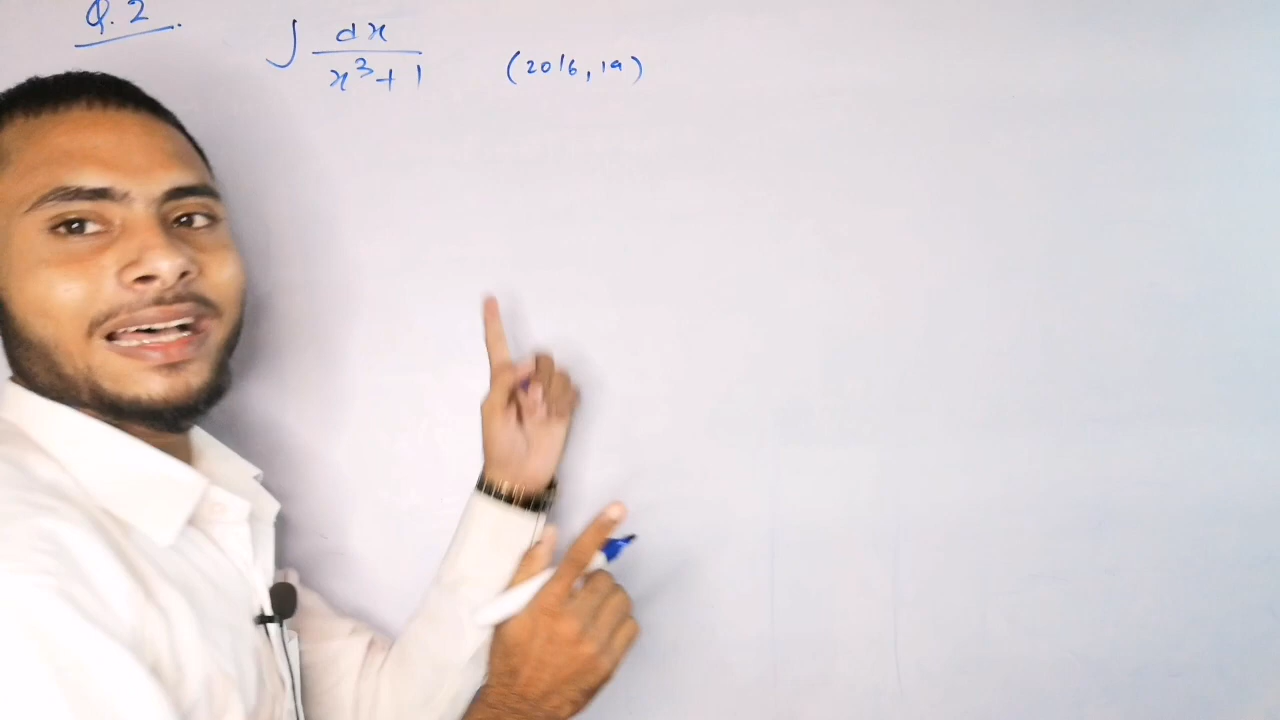 Q. 2
∫ dx / x³ + 1 (2016, 19)